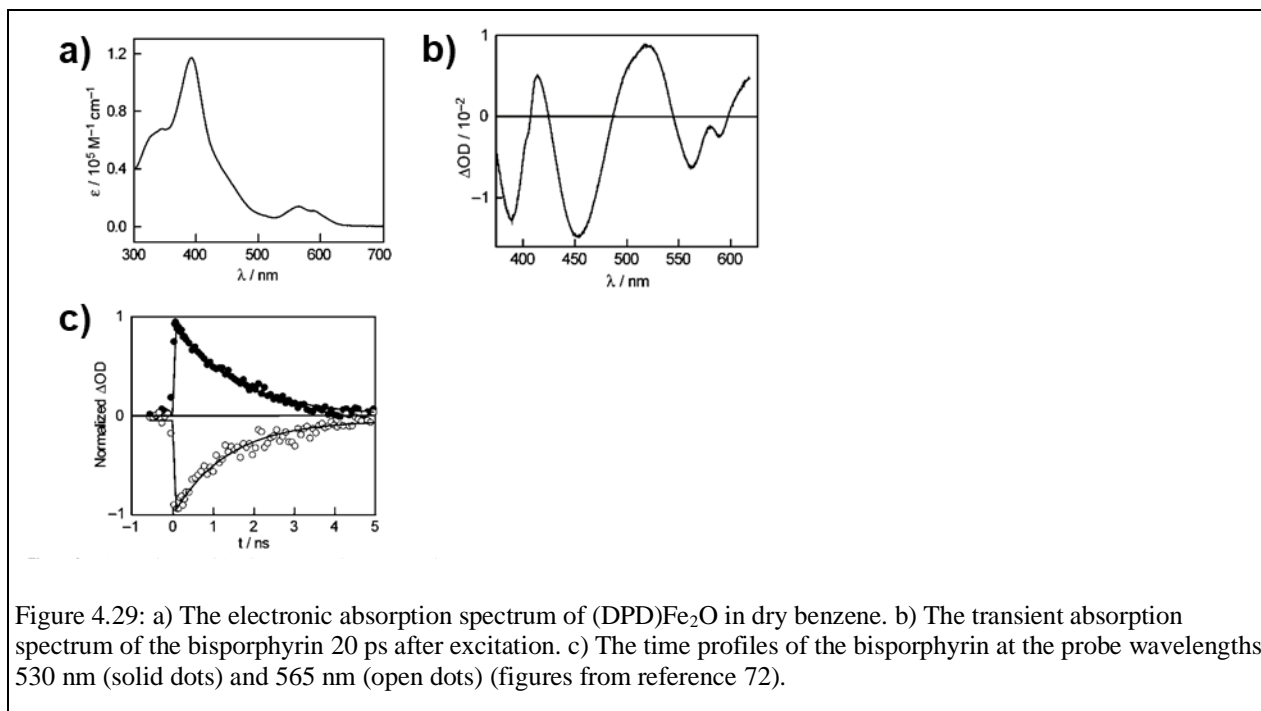 a)
1.2
0.8
0.4
0.0
ε / 10⁵ M⁻¹ cm⁻¹
300 400 500 600 700
λ / nm
b)
1
0
−1
ΔOD / 10⁻²
400 450 500 550 600
λ / nm
c)
1
0
−1
Normalized ΔOD
−1 0 1 2 3 4 5
t / ns
Figure 4.29: a) The electronic absorption spectrum of (DPD)Fe₂O in dry benzene. b) The transient absorption
spectrum of the bisporphyrin 20 ps after excitation. c) The time profiles of the bisporphyrin at the probe wavelengths
530 nm (solid dots) and 565 nm (open dots) (figures from reference 72).